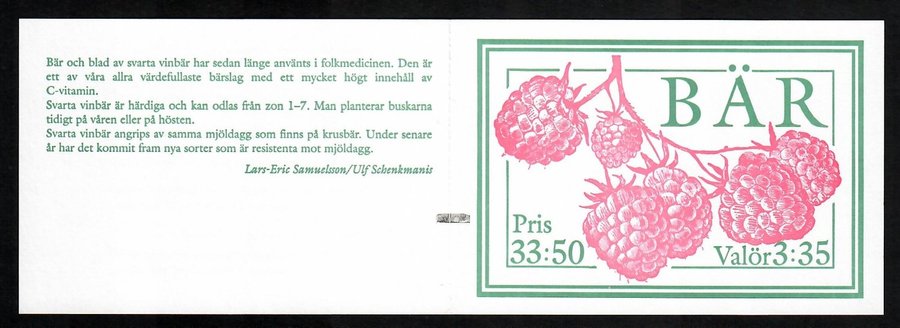 Bär och blad av svarta vinbär har sedan länge använts i folkmedicinen. Den är
ett av våra allra värdefullaste bärslag med ett mycket högt innehåll av
C-vitamin.
Svarta vinbär är härdiga och kan odlas från zon 1–7. Man planterar buskarna
tidigt på våren eller på hösten.
Svarta vinbär angrips av samma mjöldagg som finns på krusbär. Under senare
år har det kommit fram nya sorter som är resistenta mot mjöldagg.
Lars-Eric Samuelsson/Ulf Schenkmanis
BÄR
Pris
33:50
Valör 3:35